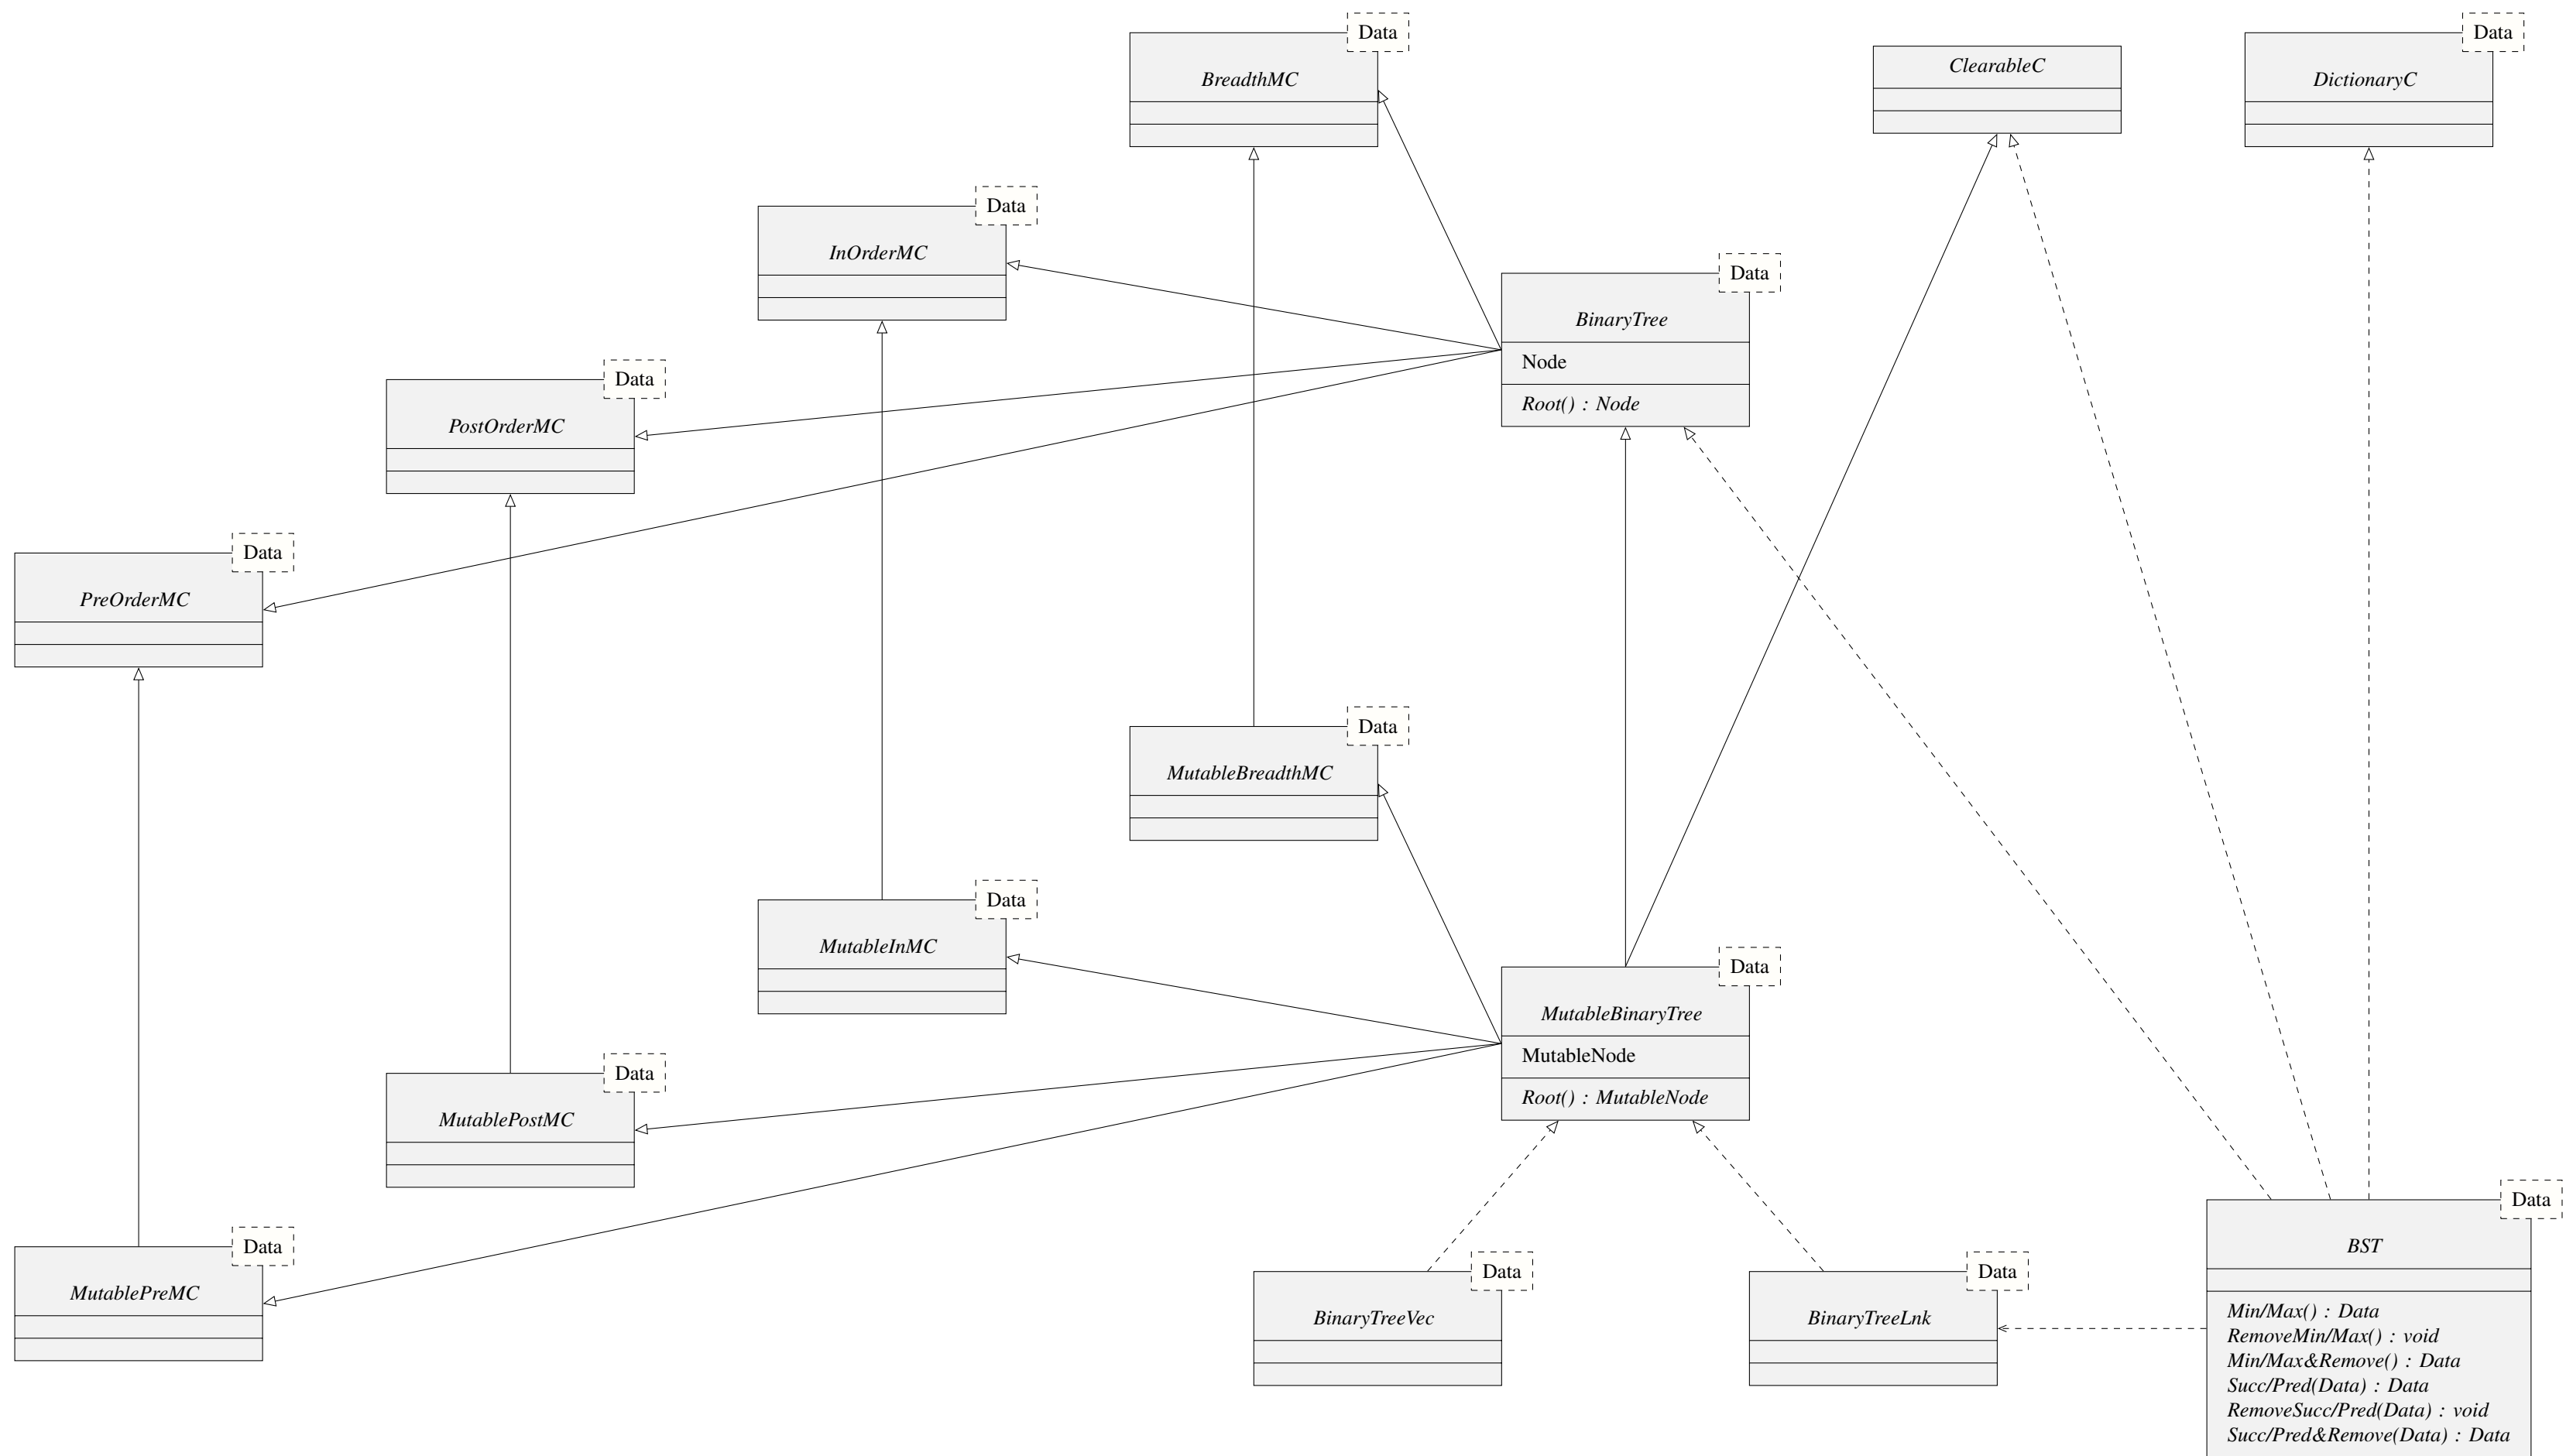 Data
BreadthMC
ClearableC
Data
DictionaryC
Data
InOrderMC
Data
BinaryTree
Node
Root() : Node
Data
PostOrderMC
Data
PreOrderMC
Data
MutableBreadthMC
Data
MutableInMC
Data
MutableBinaryTree
MutableNode
Root() : MutableNode
Data
MutablePostMC
Data
MutablePreMC
Data
BinaryTreeVec
Data
BinaryTreeLnk
Data
BST
Min/Max() : Data
RemoveMin/Max() : void
Min/Max&Remove() : Data
Succ/Pred(Data) : Data
RemoveSucc/Pred(Data) : void
Succ/Pred&Remove(Data) : Data